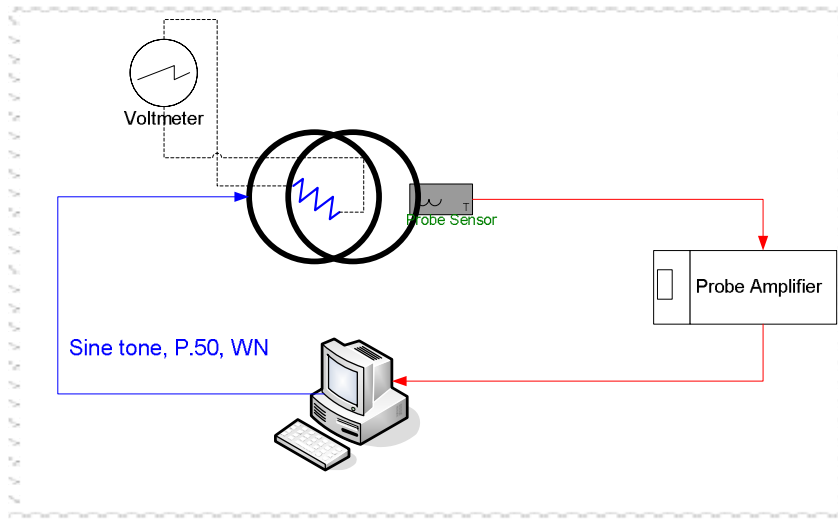 Voltmeter
T
Probe Sensor
Probe Amplifier
Sine tone, P.50, WN